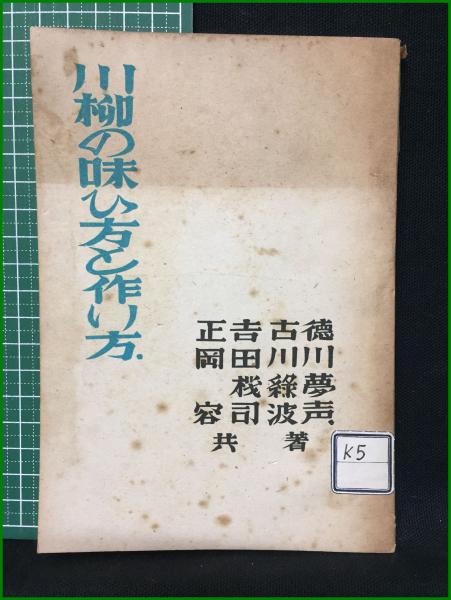 川柳の味ひ方と作り方.
徳川夢声.
古川緑波
吉田機司
正岡容
共著
K5